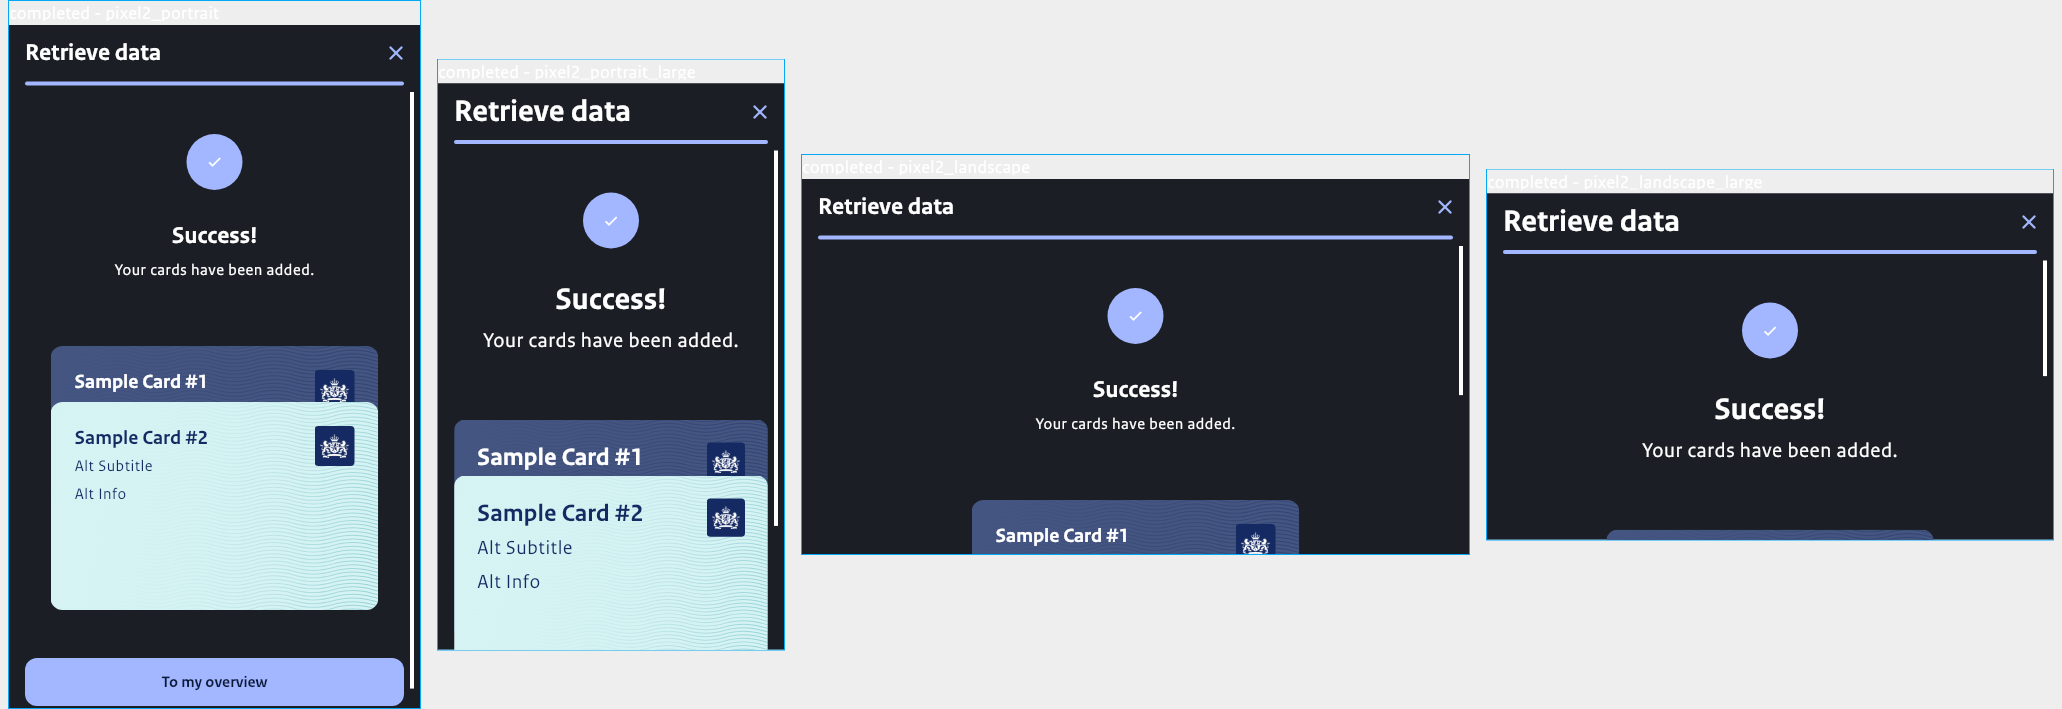 completed - pixel2_portrait
Retrieve data
Success!
Your cards have been added.
Sample Card #1
Sample Card #2
Alt Subtitle
Alt Info
To my overview
completed - pixel2_portrait_large
Retrieve data
Success!
Your cards have been added.
Sample Card #1
Sample Card #2
Alt Subtitle
Alt Info
completed - pixel2_landscape
Retrieve data
Success!
Your cards have been added.
Sample Card #1
completed - pixel2_landscape_large
Retrieve data
Success!
Your cards have been added.